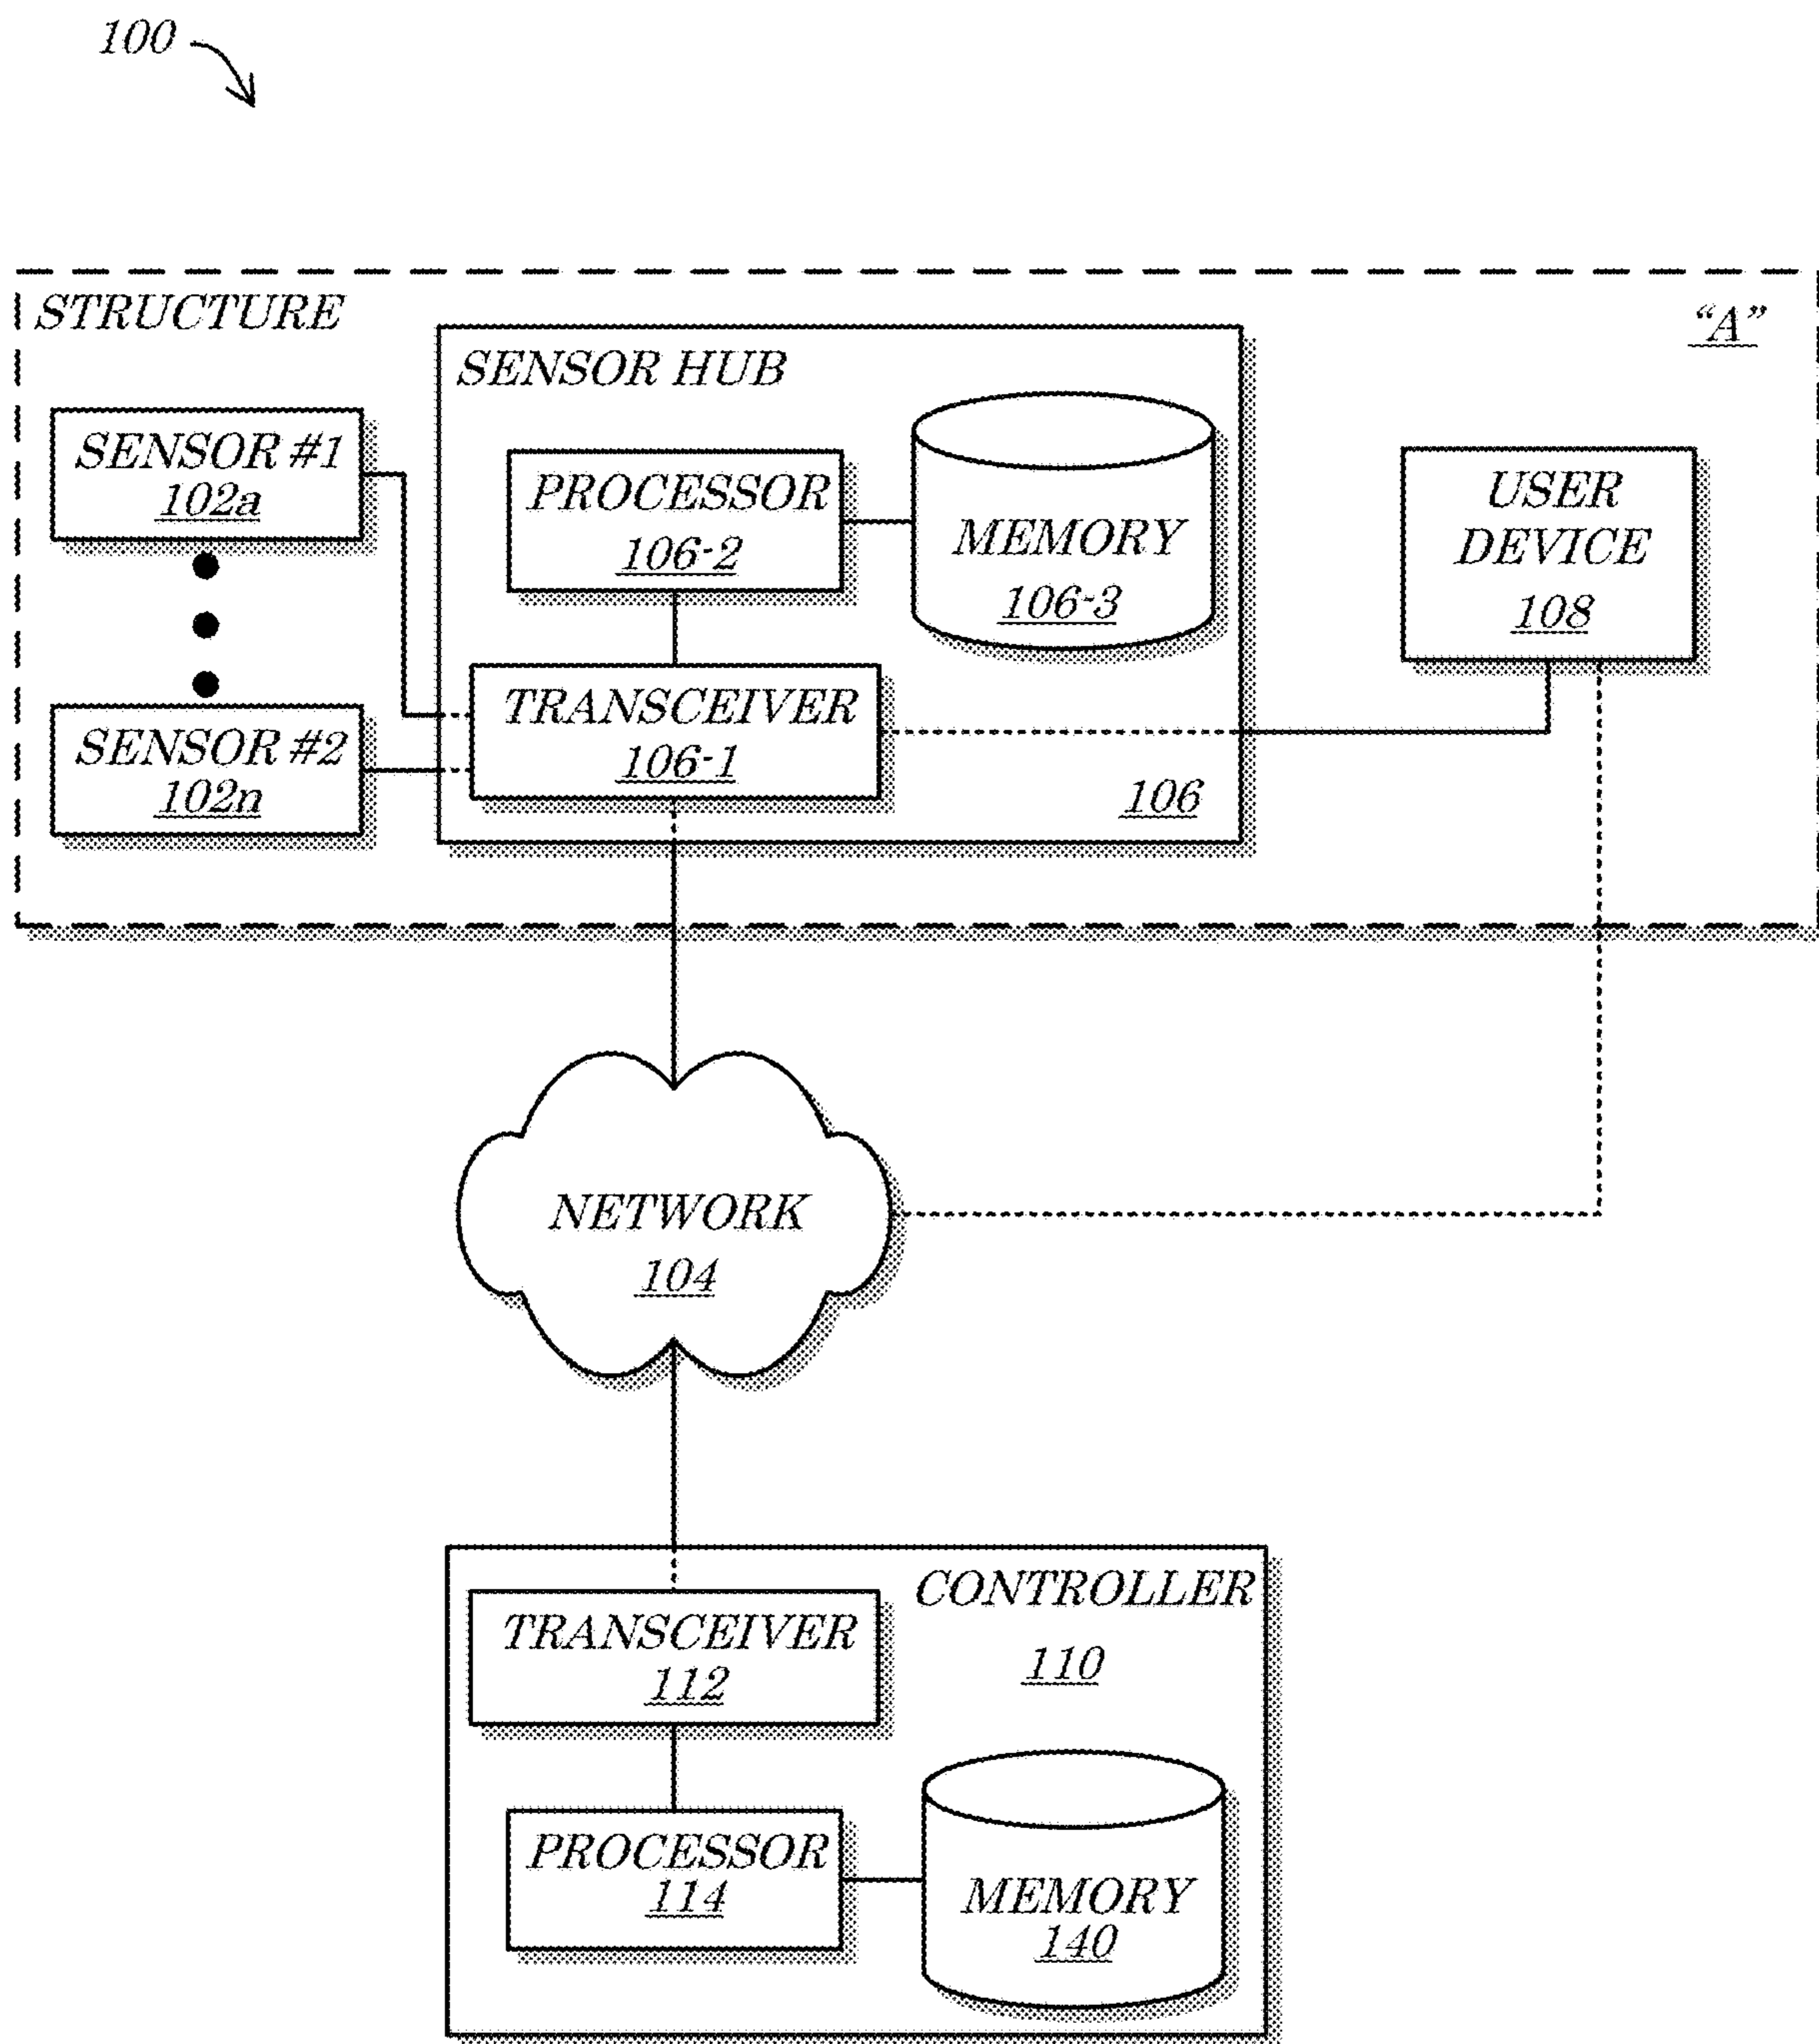 100
STRUCTURE
"A"
SENSOR HUB
SENSOR #1
102a
PROCESSOR
106-2
MEMORY
106-3
USER
DEVICE
108
TRANSCEIVER
106-1
SENSOR #2
102n
106
NETWORK
104
CONTROLLER
110
TRANSCEIVER
112
PROCESSOR
114
MEMORY
140